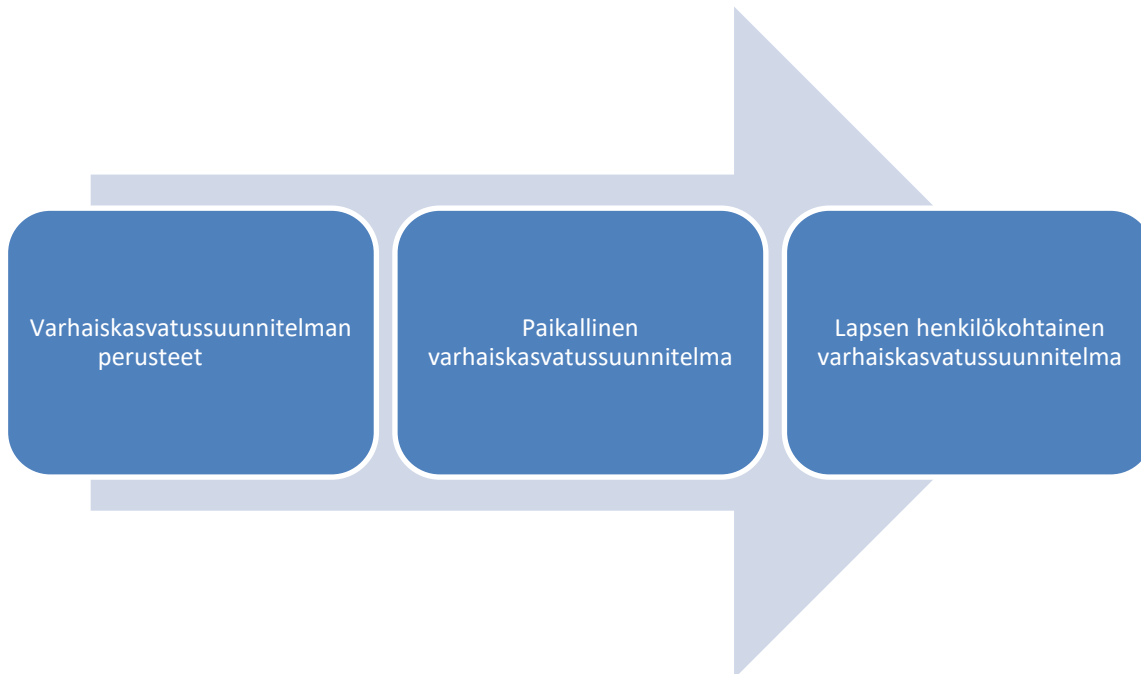 Varhaiskasvatussuunnitelman
perusteet
Paikallinen
varhaiskasvatussuunnitelma
Lapsen henkilökohtainen
varhaiskasvatussuunnitelma